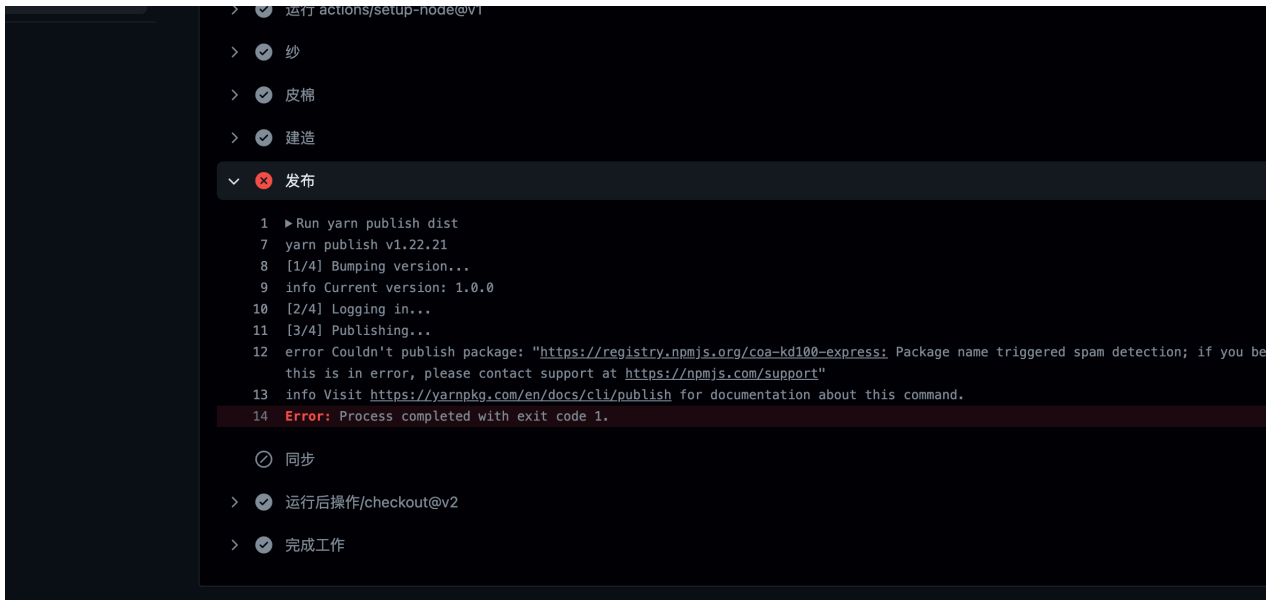 运行 actions/setup-node@v1
纱
皮棉
建造
发布
1 Run yarn publish dist
7 yarn publish v1.22.21
8 [1/4] Bumping version...
9 info Current version: 1.0.0
10 [2/4] Logging in...
11 [3/4] Publishing...
12 error Couldn't publish package: "https://registry.npmjs.org/coa-kd100-express: Package name triggered spam detection; if you be
this is in error, please contact support at https://npmjs.com/support"
13 info Visit https://yarnpkg.com/en/docs/cli/publish for documentation about this command.
14 Error: Process completed with exit code 1.
同步
运行后操作/checkout@v2
完成工作